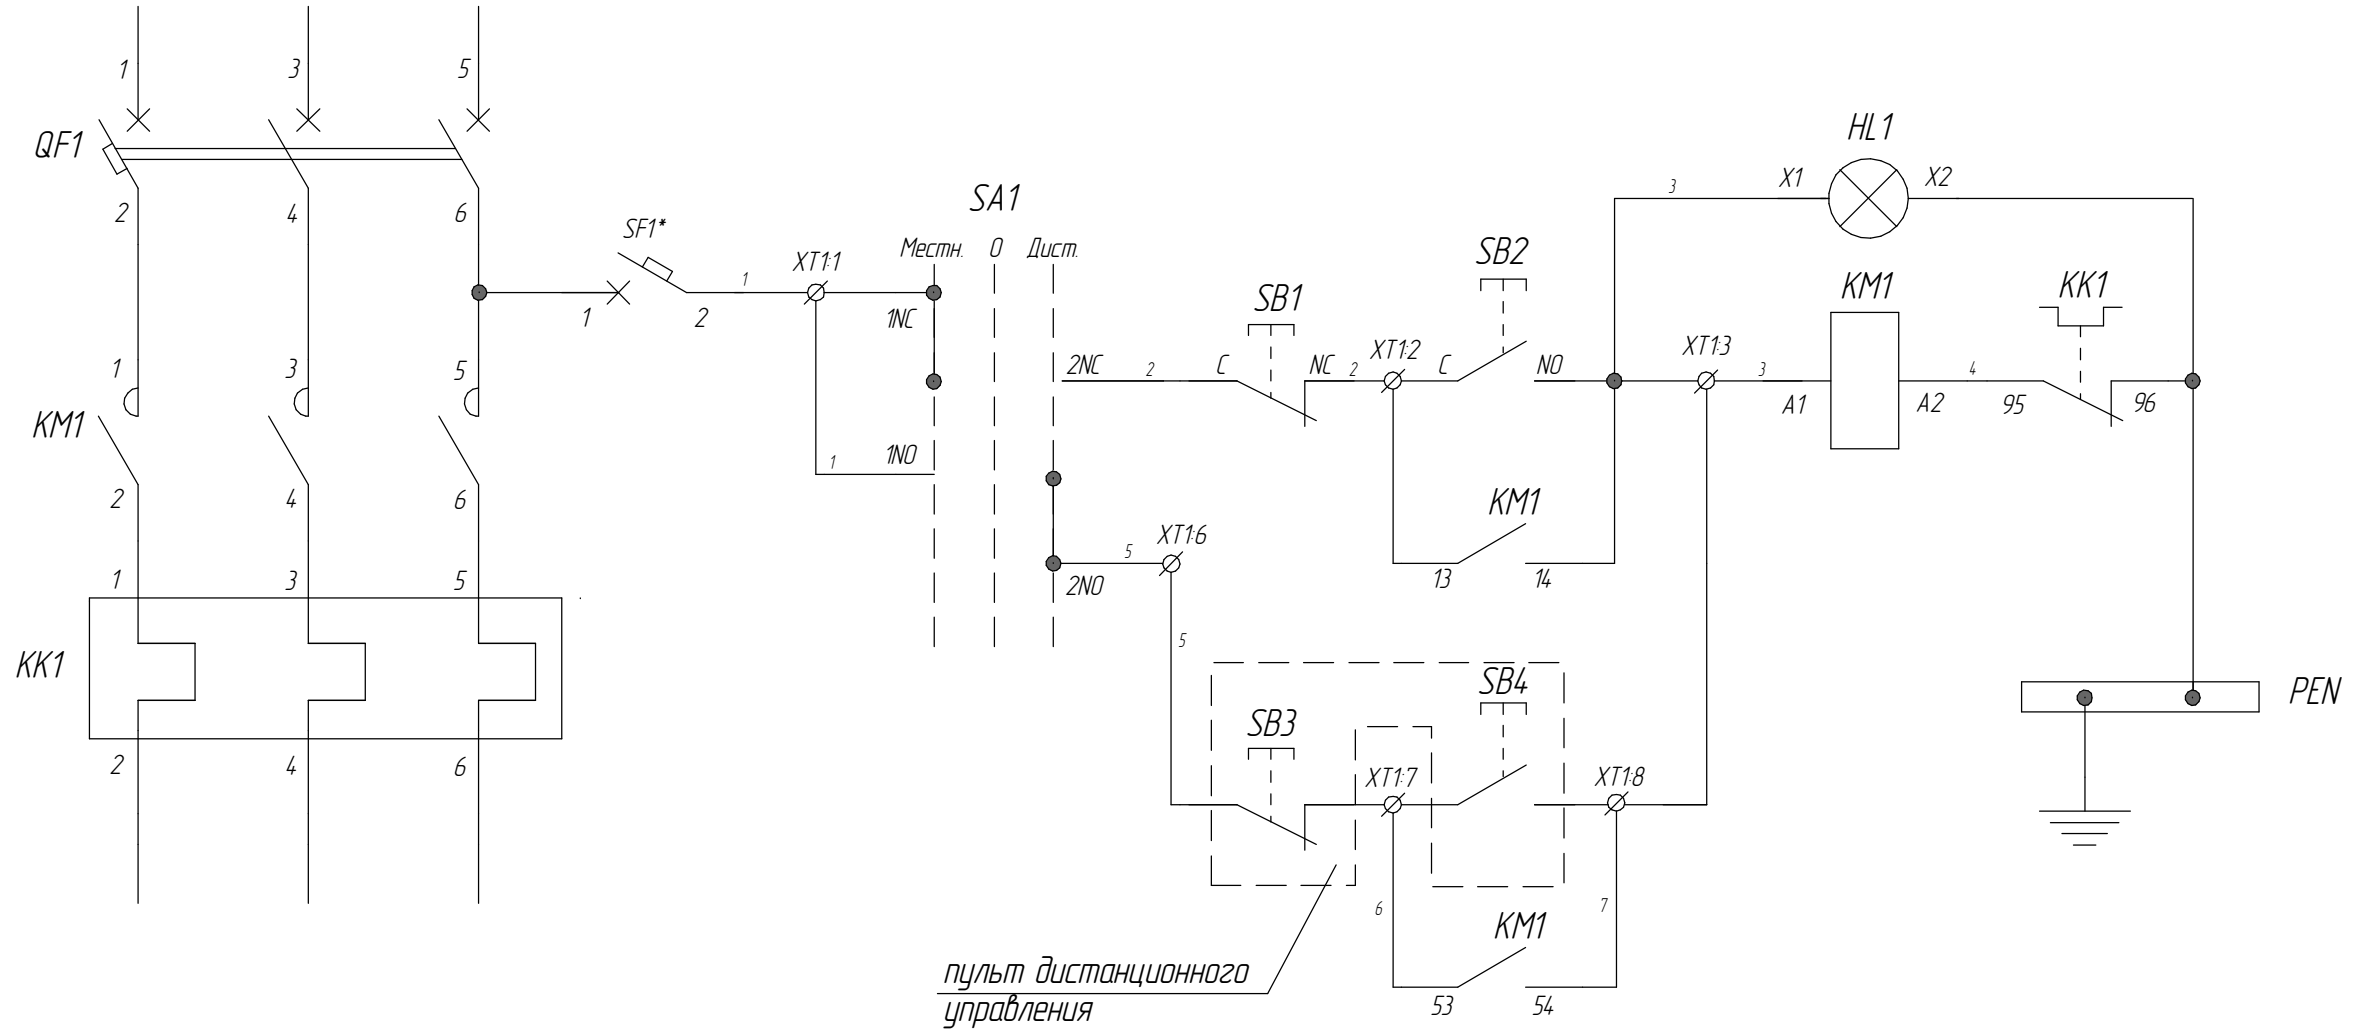 1 3 5
QF1
2 4 6
SF1*
1 2
1
XT1:1
SA1
Местн. 0 Дист.
1NC
1
1NO
2NC
2
C
SB1
NC
2
XT1:2
C
SB2
NO
3
X1
HL1
X2
XT1:3
3
A1
KM1
A2
4
95
KK1
96
1 3 5
KM1
2 4 6
KM1
13 14
5
XT1:6
2NO
5
1 3 5
KK1
2 4 6
SB3
SB4
XT1:7
XT1:8
PEN
6
7
KM1
53 54
пульт дистанционного
управления